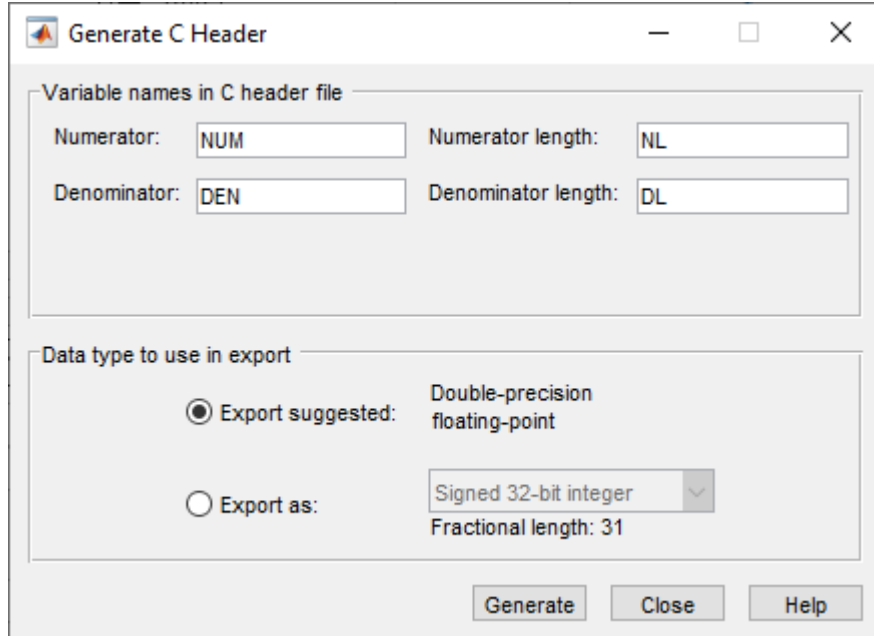 Generate C Header
Variable names in C header file
Numerator: NUM Numerator length: NL
Denominator: DEN Denominator length: DL
Data type to use in export
Export suggested: Double-precision
floating-point
Export as: Signed 32-bit integer
Fractional length: 31
Generate Close Help